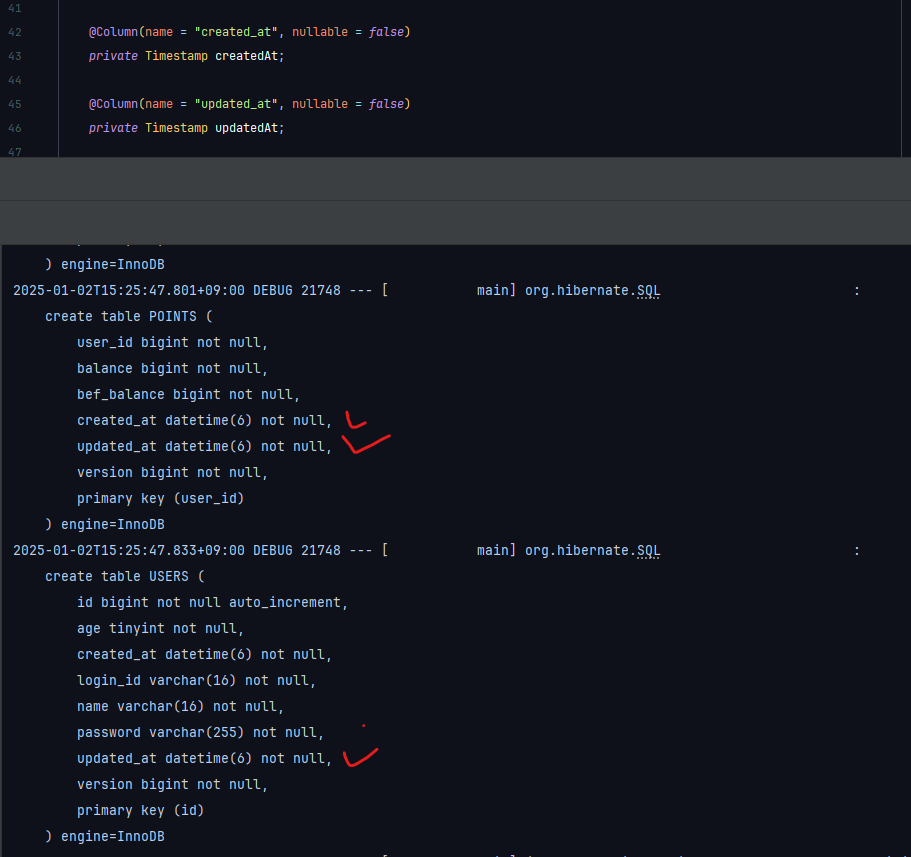 41
42 @Column(name = "created_at", nullable = false)
43 private Timestamp createdAt;
44
45 @Column(name = "updated_at", nullable = false)
46 private Timestamp updatedAt;
47
) engine=InnoDB
2025-01-02T15:25:47.801+09:00 DEBUG 21748 --- [           main] org.hibernate.SQL                        :
create table POINTS (
user_id bigint not null,
balance bigint not null,
bef_balance bigint not null,
created_at datetime(6) not null,
updated_at datetime(6) not null,
version bigint not null,
primary key (user_id)
) engine=InnoDB
2025-01-02T15:25:47.833+09:00 DEBUG 21748 --- [           main] org.hibernate.SQL                        :
create table USERS (
id bigint not null auto_increment,
age tinyint not null,
created_at datetime(6) not null,
login_id varchar(16) not null,
name varchar(16) not null,
password varchar(255) not null,
updated_at datetime(6) not null,
version bigint not null,
primary key (id)
) engine=InnoDB